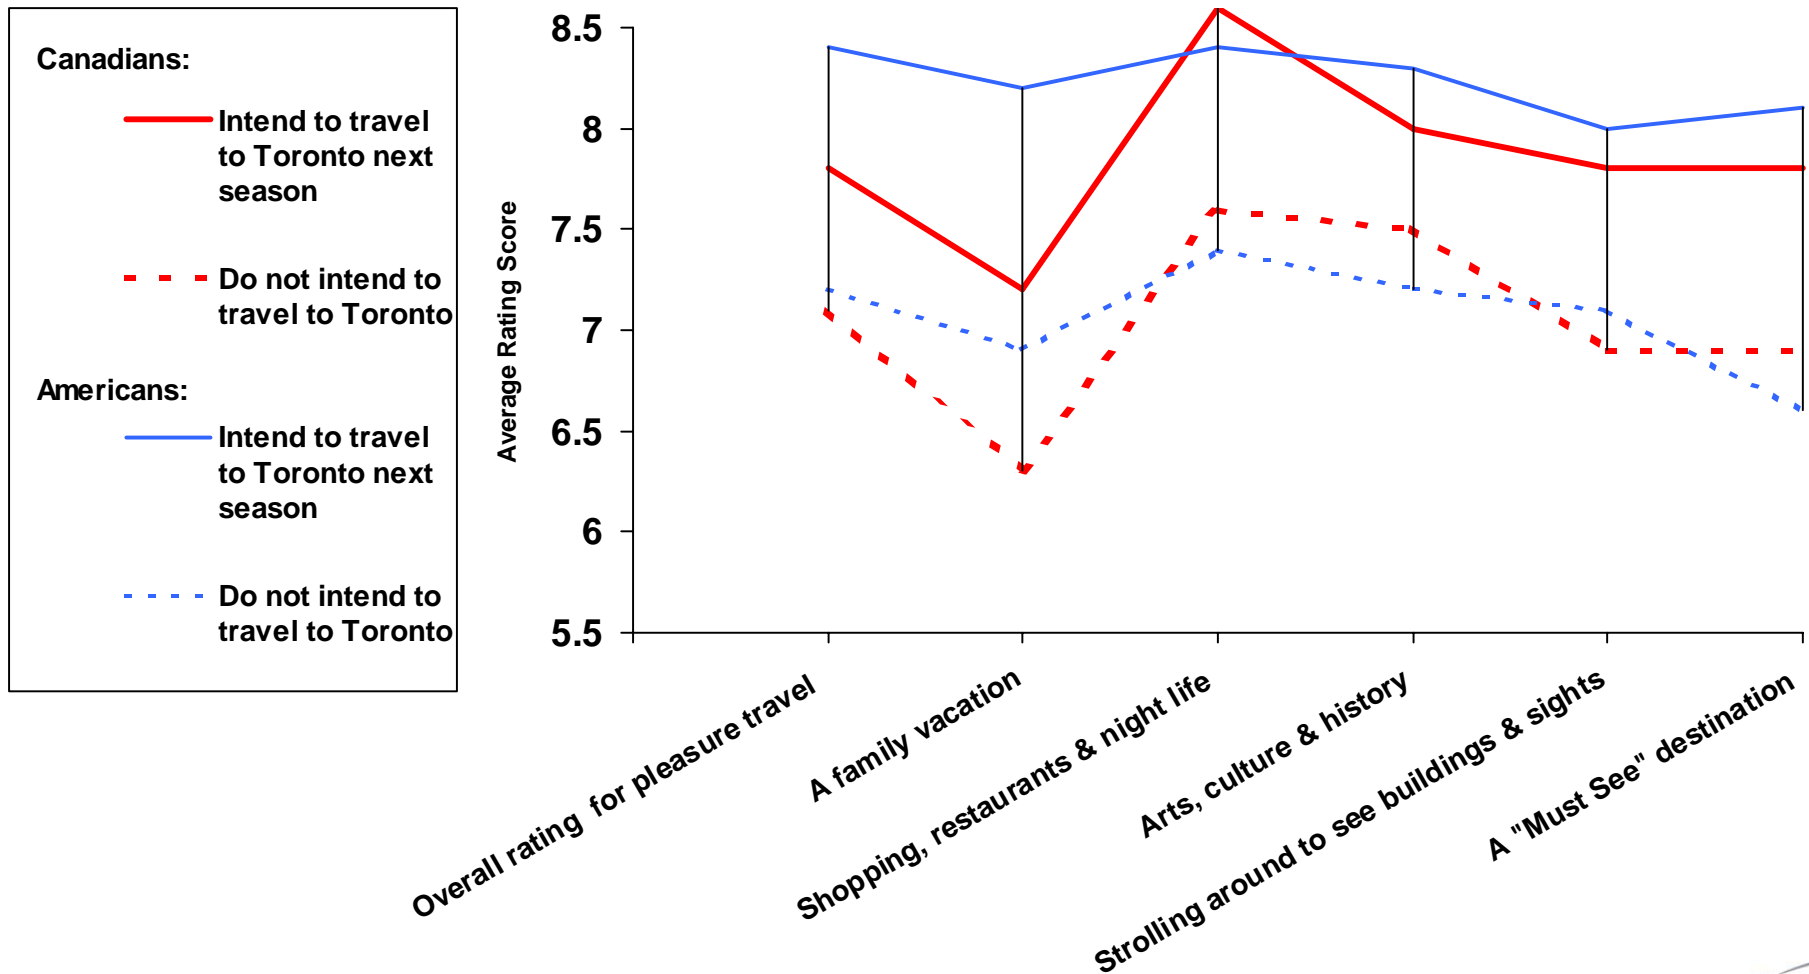 Canadians:
Intend to travel
to Toronto next
season
Do not intend to
travel to Toronto
Americans:
Intend to travel
to Toronto next
season
Do not intend to
travel to Toronto
Average Rating Score
8.5
8
7.5
7
6.5
6
5.5
Overall rating for pleasure travel
A family vacation
Shopping, restaurants & night life
Arts, culture & history
Strolling around to see buildings & sights
A "Must See" destination